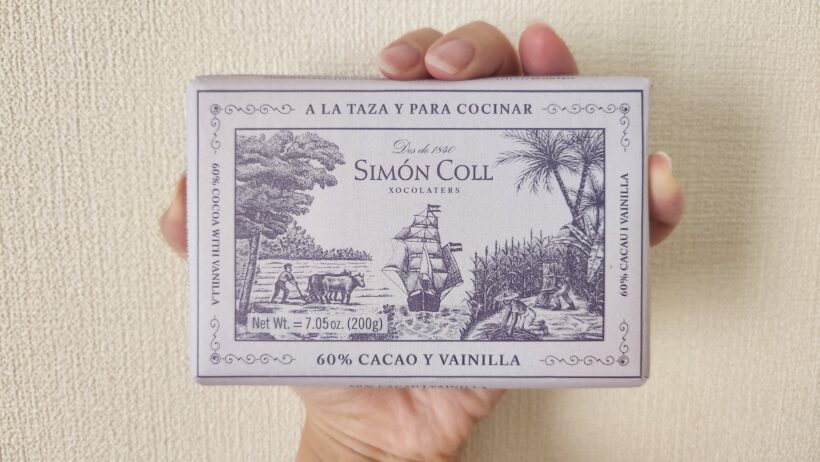 A LA TAZA Y PARA COCINAR
Des de 1840
SIMÓN COLL
XOCOLATERS
60% COCOA WITH VANILLA
60% CACAU I VAINILLA
Net Wt. = 7.05 oz. (200g)
60% CACAO Y VAINILLA